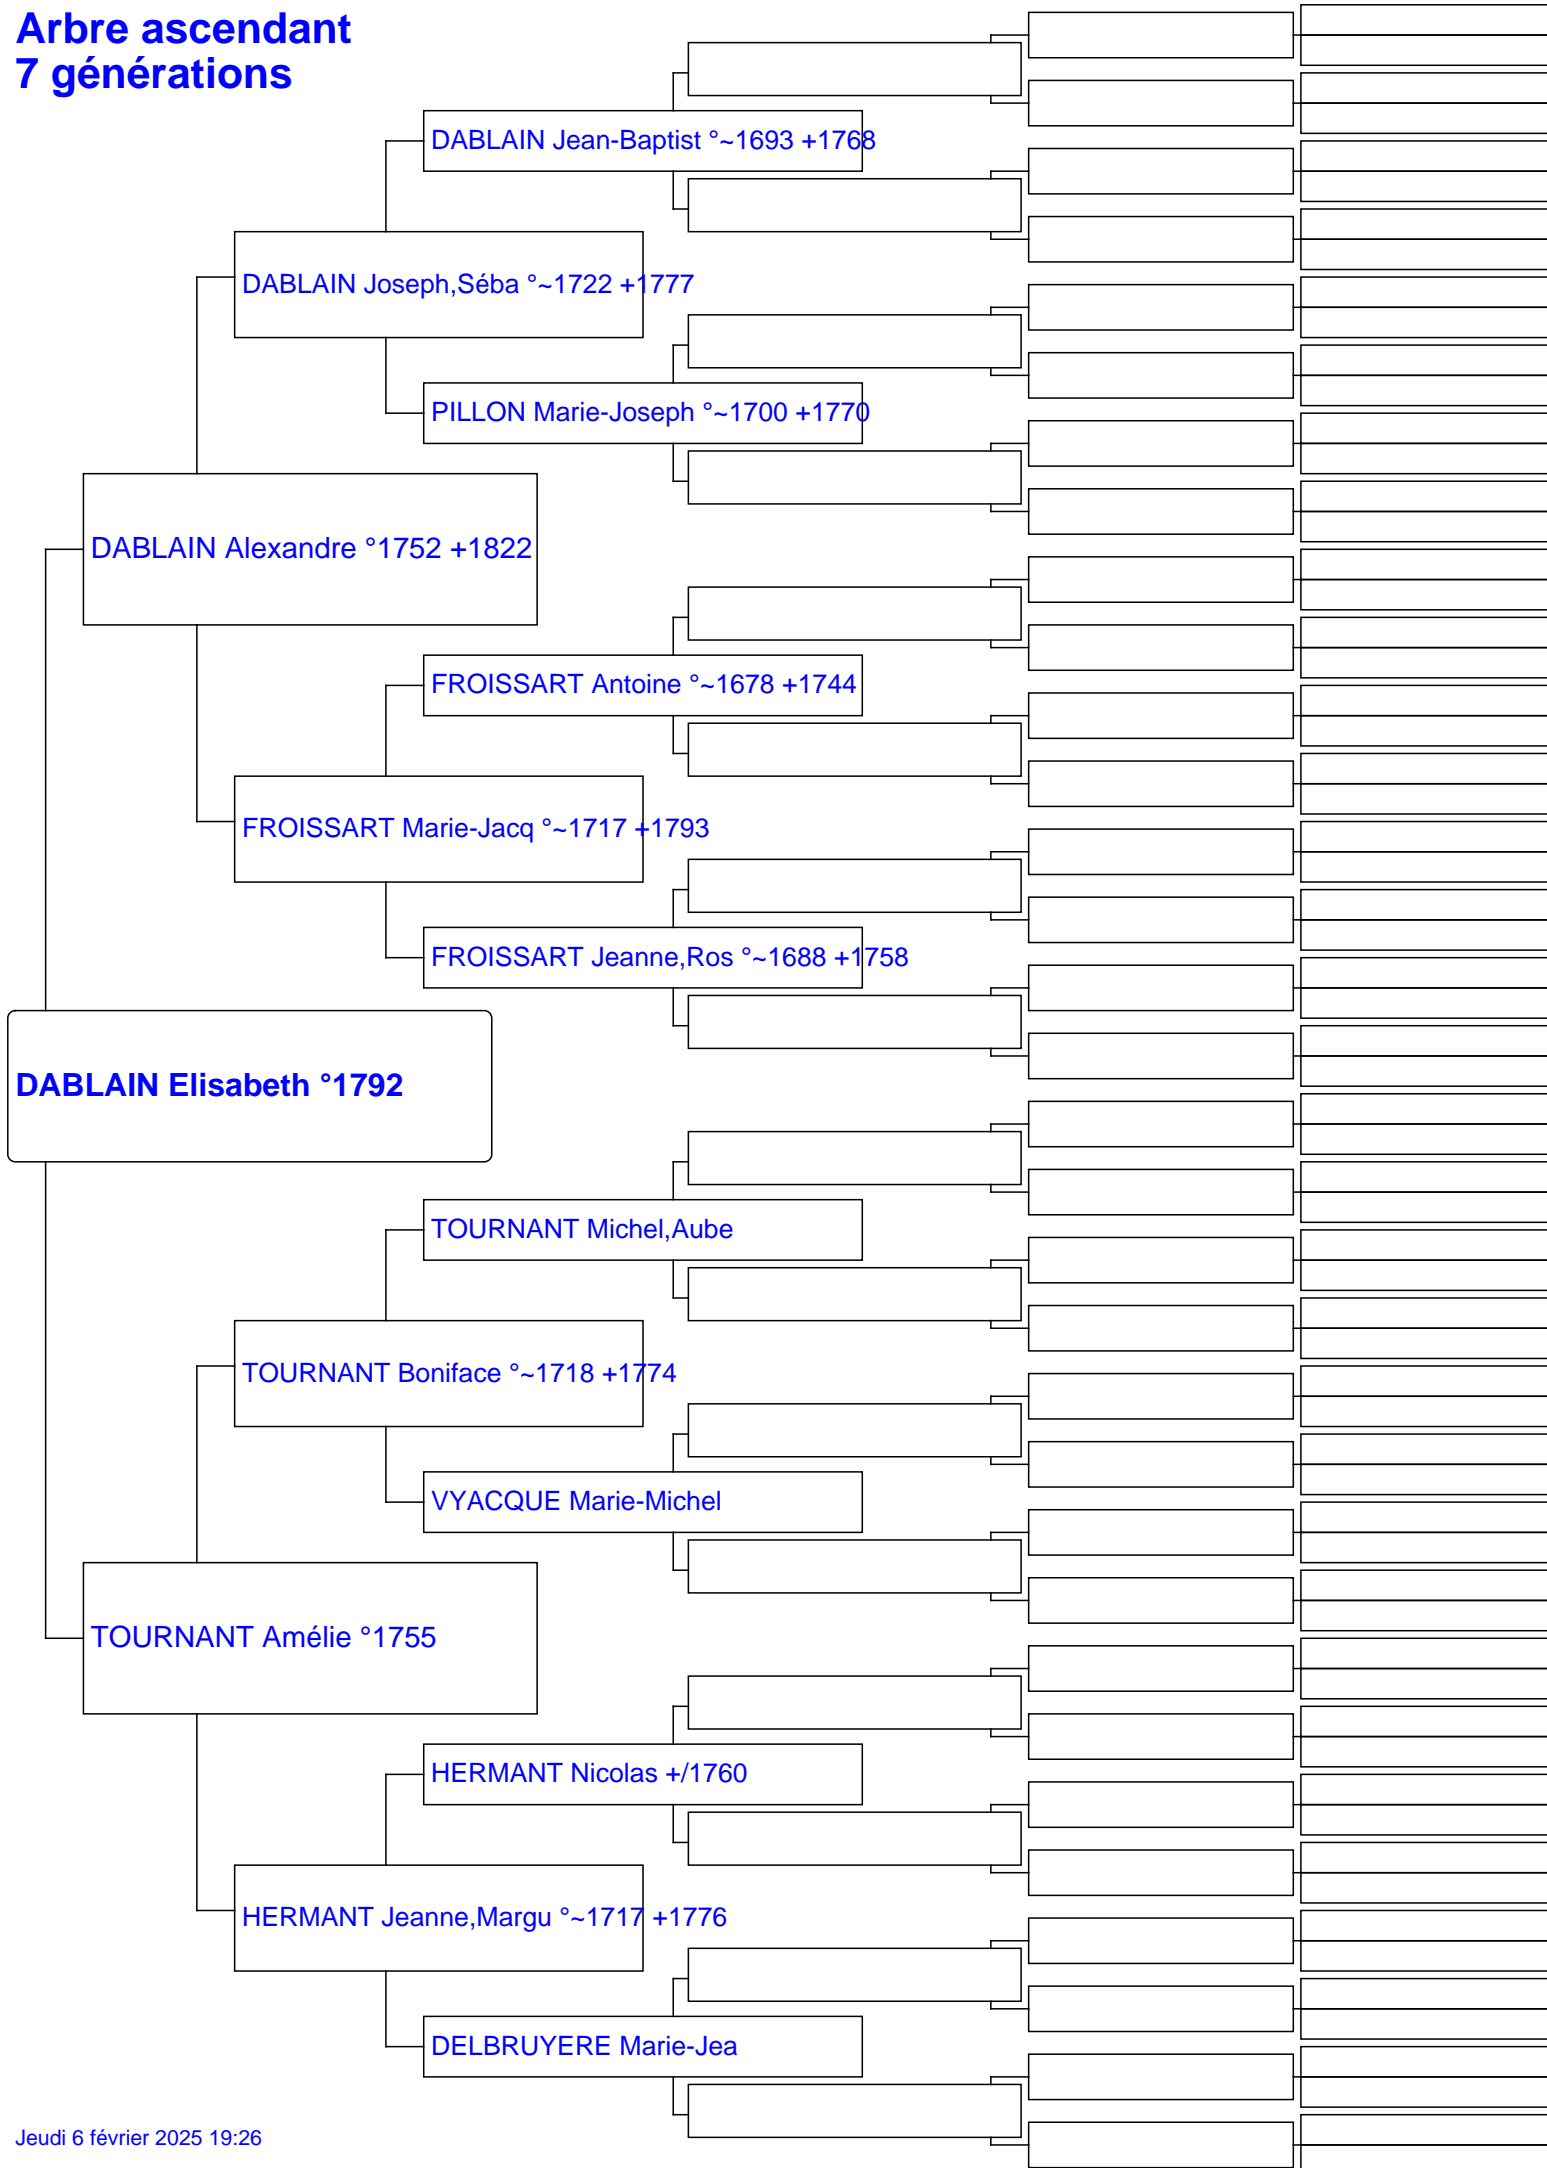 Arbre ascendant
7 générations
DABLAIN Jean-Baptist °~1693 +1768
DABLAIN Joseph,Séba °~1722 +1777
PILLON Marie-Joseph °~1700 +1770
DABLAIN Alexandre °1752 +1822
FROISSART Antoine °~1678 +1744
FROISSART Marie-Jacq °~1717 +1793
FROISSART Jeanne,Ros °~1688 +1758
DABLAIN Elisabeth °1792
TOURNANT Michel,Aube
TOURNANT Boniface °~1718 +1774
VYACQUE Marie-Michel
TOURNANT Amélie °1755
HERMANT Nicolas +/1760
HERMANT Jeanne,Margu °~1717 +1776
DELBRUYERE Marie-Jea
Jeudi 6 février 2025 19:26